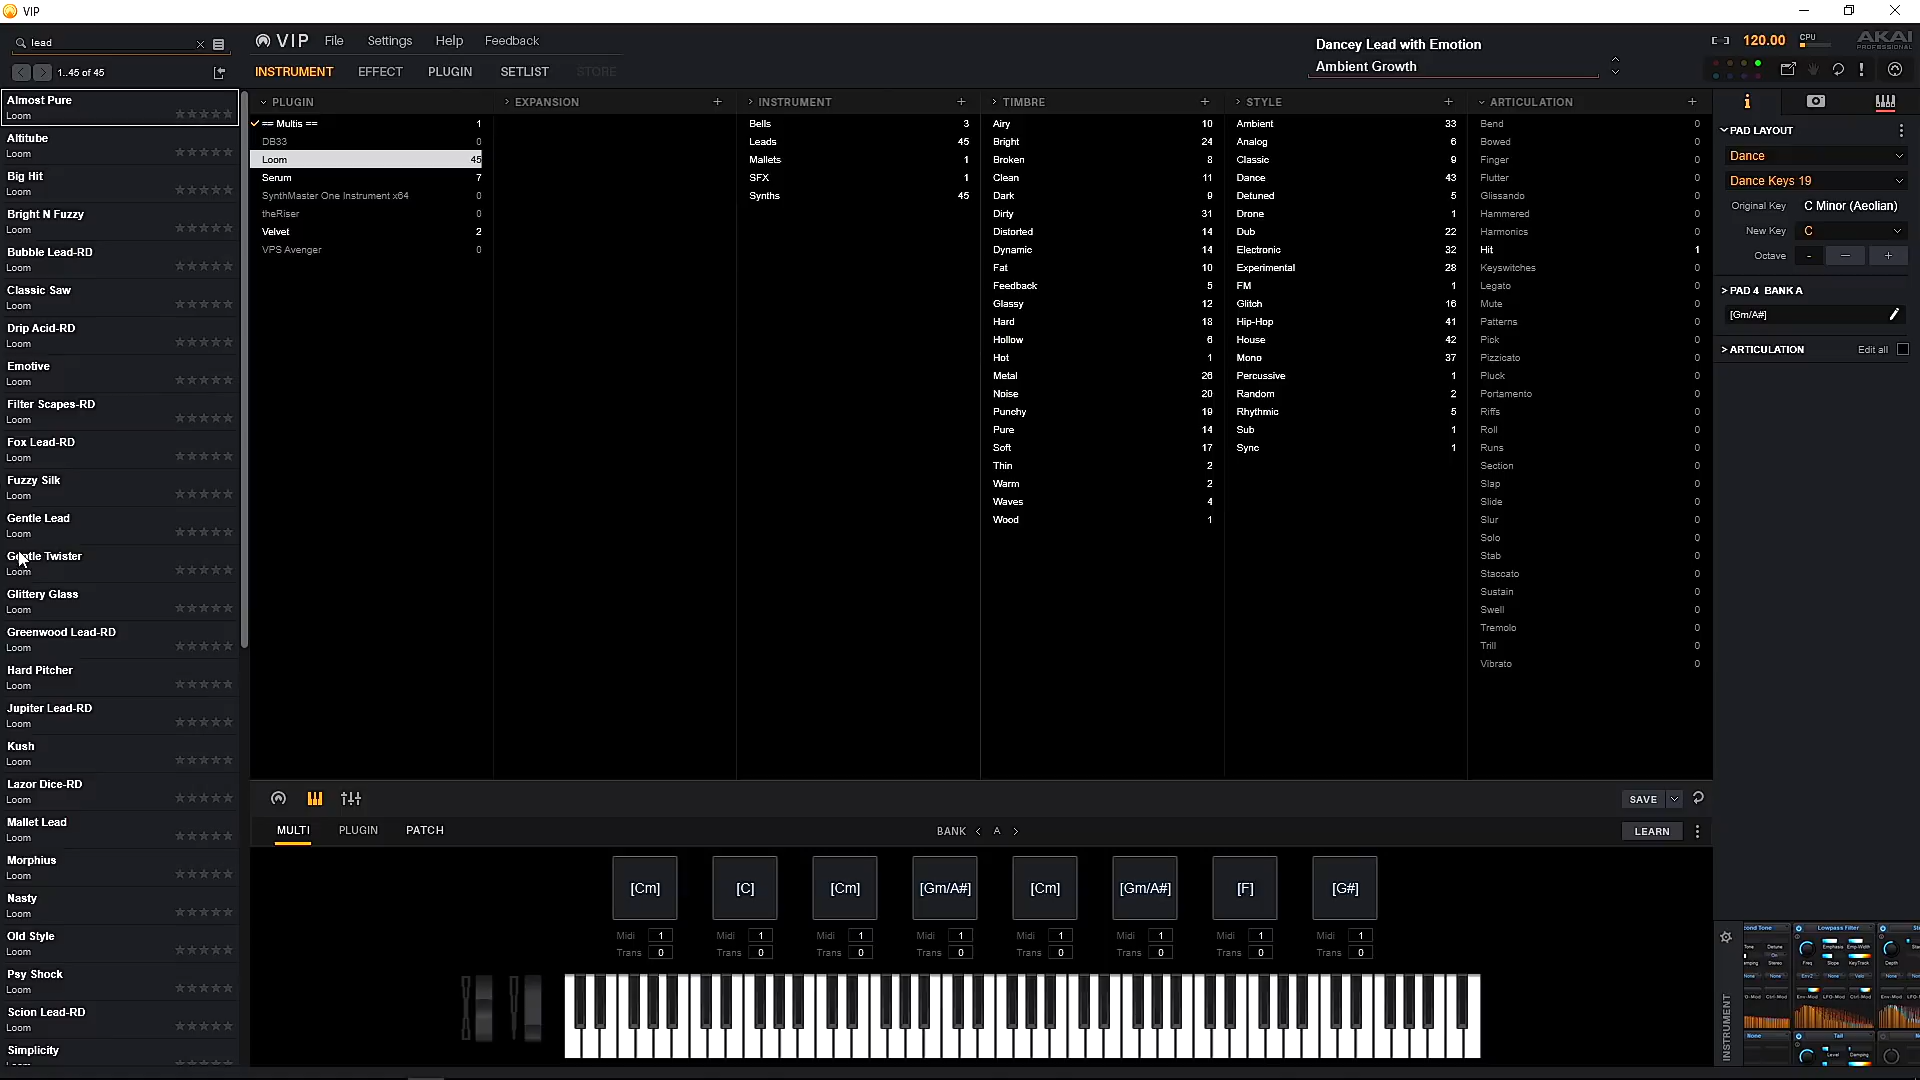 VIP
lead
1..45 of 45
Almost Pure
Loom
Altitube
Loom
Big Hit
Loom
Bright N Fuzzy
Loom
Bubble Lead-RD
Loom
Classic Saw
Loom
Drip Acid-RD
Loom
Emotive
Loom
Filter Scapes-RD
Loom
Fox Lead-RD
Loom
Fuzzy Silk
Loom
Gentle Lead
Loom
Gentle Twister
Loom
Glittery Glass
Loom
Greenwood Lead-RD
Loom
Hard Pitcher
Loom
Jupiter Lead-RD
Loom
Kush
Loom
Lazor Dice-RD
Loom
Mallet Lead
Loom
Morphius
Loom
Nasty
Loom
Old Style
Loom
Psy Shock
Loom
Scion Lead-RD
Loom
Simplicity
VIP File Settings Help Feedback
INSTRUMENT EFFECT PLUGIN SETLIST STORE
Dancey Lead with Emotion
Ambient Growth
120.00 CPU
AKAI
PROFESSIONAL
PLUGIN
== Multis == 1
DB33 0
Loom 45
Serum 7
SynthMaster One Instrument x64 0
theRiser 0
Velvet 2
VPS Avenger 0
EXPANSION +
INSTRUMENT +
Bells 3
Leads 45
Mallets 1
SFX 1
Synths 45
TIMBRE +
Airy 10
Bright 24
Broken 8
Clean 11
Dark 9
Dirty 31
Distorted 14
Dynamic 14
Fat 10
Feedback 5
Glassy 12
Hard 18
Hollow 6
Hot 1
Metal 26
Noise 20
Punchy 19
Pure 14
Soft 17
Thin 2
Warm 2
Waves 4
Wood 1
STYLE +
Ambient 33
Analog 6
Classic 9
Dance 43
Detuned 5
Drone 1
Dub 22
Electronic 32
Experimental 28
FM 1
Glitch 16
Hip-Hop 41
House 42
Mono 37
Percussive 1
Random 2
Rhythmic 5
Sub 1
Sync 1
ARTICULATION +
Bend 0
Bowed 0
Finger 0
Flutter 0
Glissando 0
Hammered 0
Harmonics 0
Hit 1
Keyswitches 0
Legato 0
Mute 0
Patterns 0
Pick 0
Pizzicato 0
Pluck 0
Portamento 0
Riffs 0
Roll 0
Runs 0
Section 0
Slap 0
Slide 0
Slur 0
Solo 0
Stab 0
Staccato 0
Sustain 0
Swell 0
Tremolo 0
Trill 0
Vibrato 0
PAD LAYOUT
Dance
Dance Keys 19
Original Key C Minor (Aeolian)
New Key C
Octave - − +
PAD 4 BANK A
[Gm/A#]
ARTICULATION Edit all
SAVE
MULTI PLUGIN PATCH
BANK < A >
LEARN
[Cm] [C] [Cm] [Gm/A#] [Cm] [Gm/A#] [F] [G#]
Midi 1 Midi 1 Midi 1 Midi 1 Midi 1 Midi 1 Midi 1 Midi 1
Trans 0 Trans 0 Trans 0 Trans 0 Trans 0 Trans 0 Trans 0 Trans 0
INSTRUMENT
Lowpass Filter